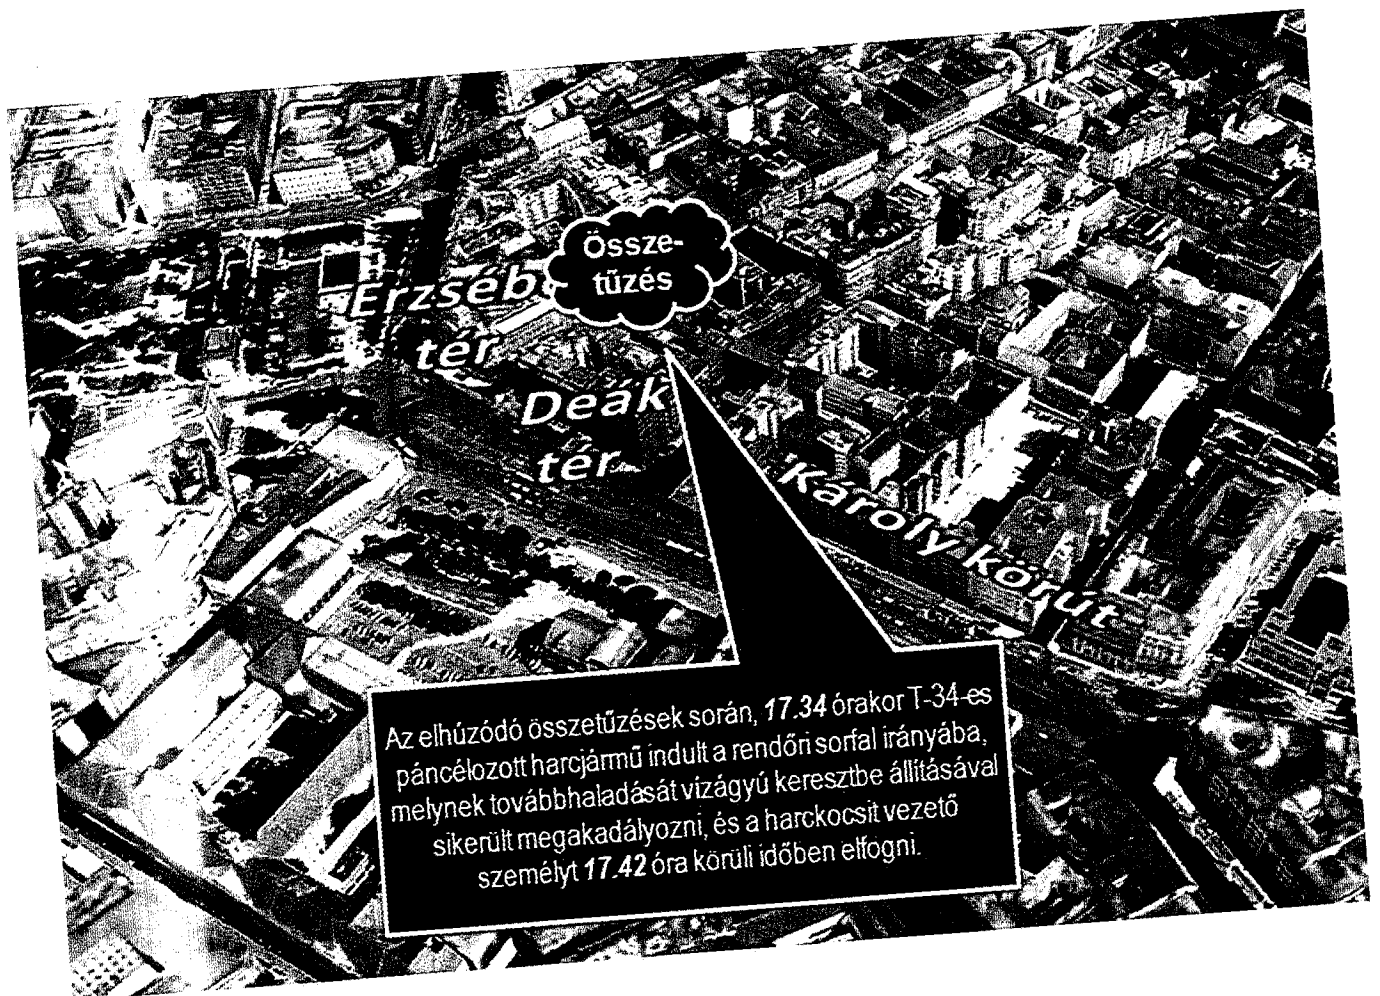 Össze-
tűzés
Erzsébe
tér
Deák
tér
Károly körút
Az elhúzódó összetűzések során, 17.34 órakor T-34-es
páncélozott harcjármű indult a rendőri sorfal irányába,
melynek továbbhaladását vízágyú keresztbe állításával
sikerült megakadályozni, és a harckocsit vezető
személyt 17.42 óra körüli időben elfogni.